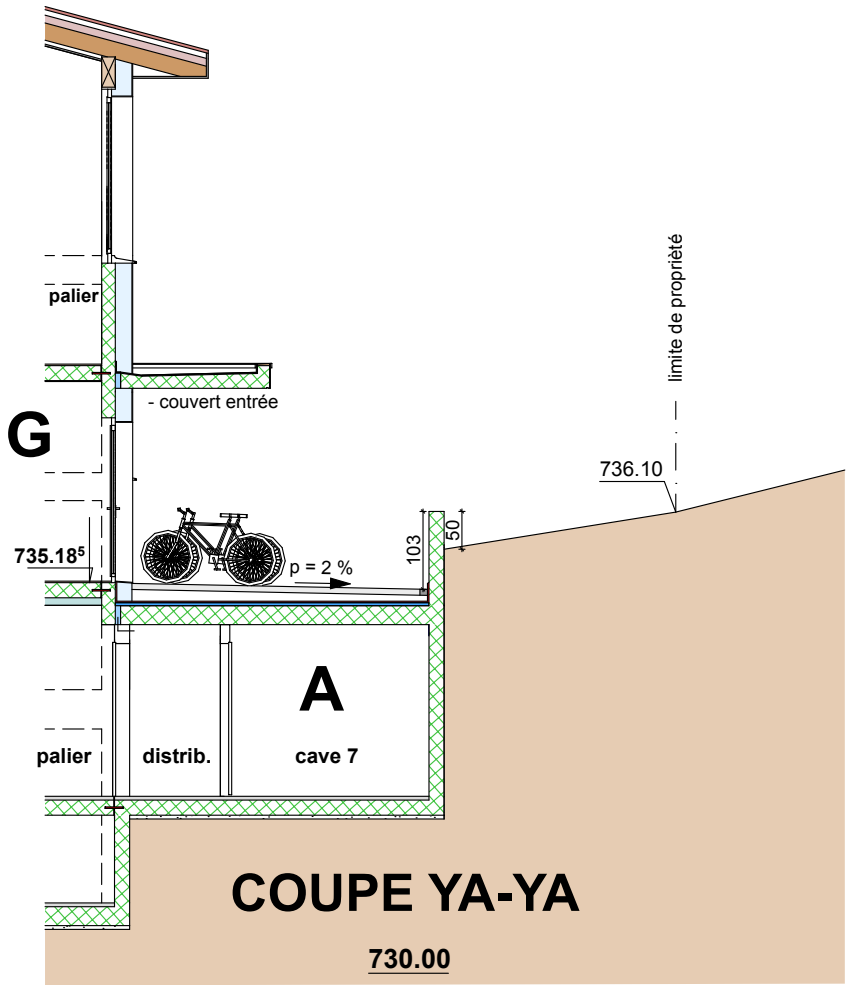 limite de propriètè
palier
- couvert entrée
G
736.10
103
50
735.18⁵
p = 2 %
A
palier
distrib.
cave 7
COUPE YA-YA
730.00